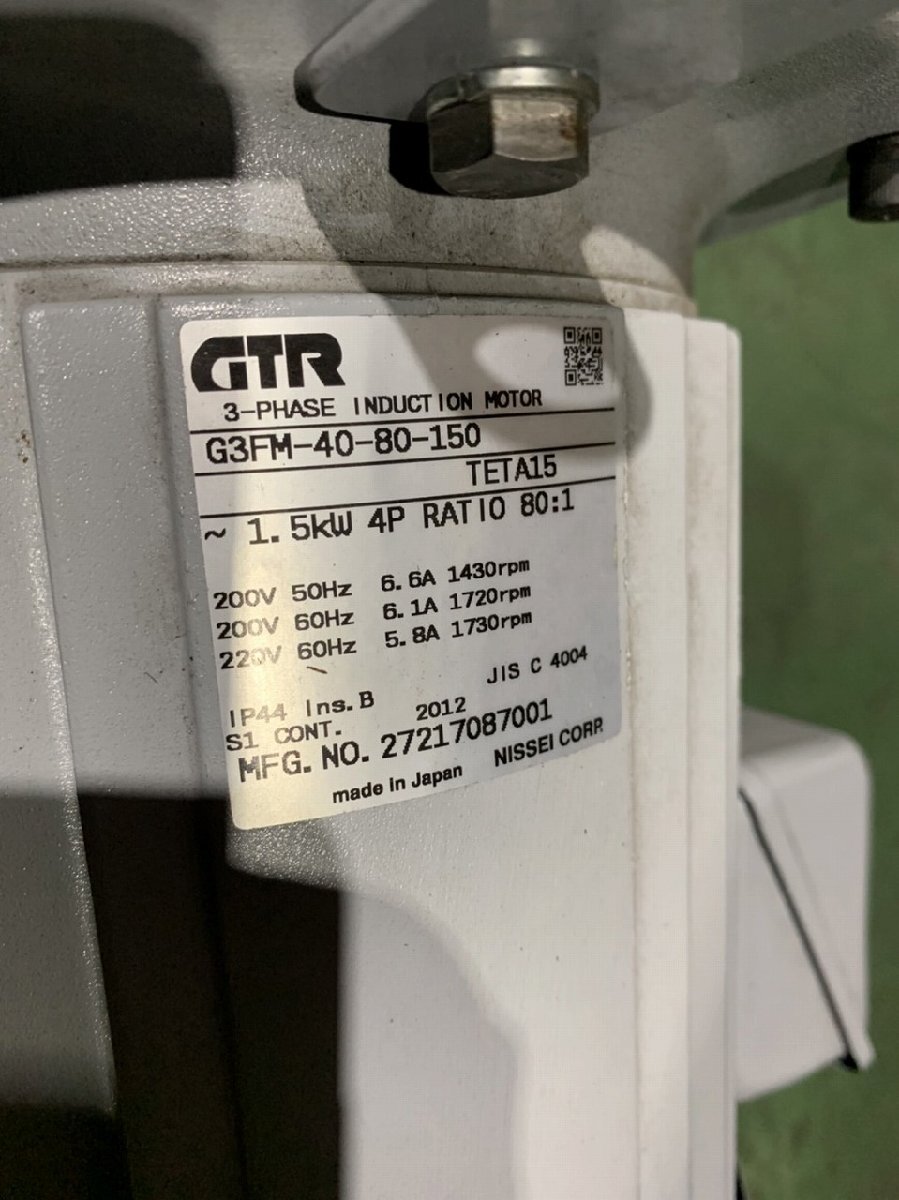 GTR
3-PHASE INDUCTION MOTOR
G3FM-40-80-150
TETA15
~ 1.5kW 4P RATIO 80:1
200V 50Hz 6.6A 1430rpm
200V 60Hz 6.1A 1720rpm
220V 60Hz 5.8A 1730rpm
IP44 Ins.B JIS C 4004
S1 CONT. 2012
MFG. NO. 27217087001
made in Japan NISSEI CORP.